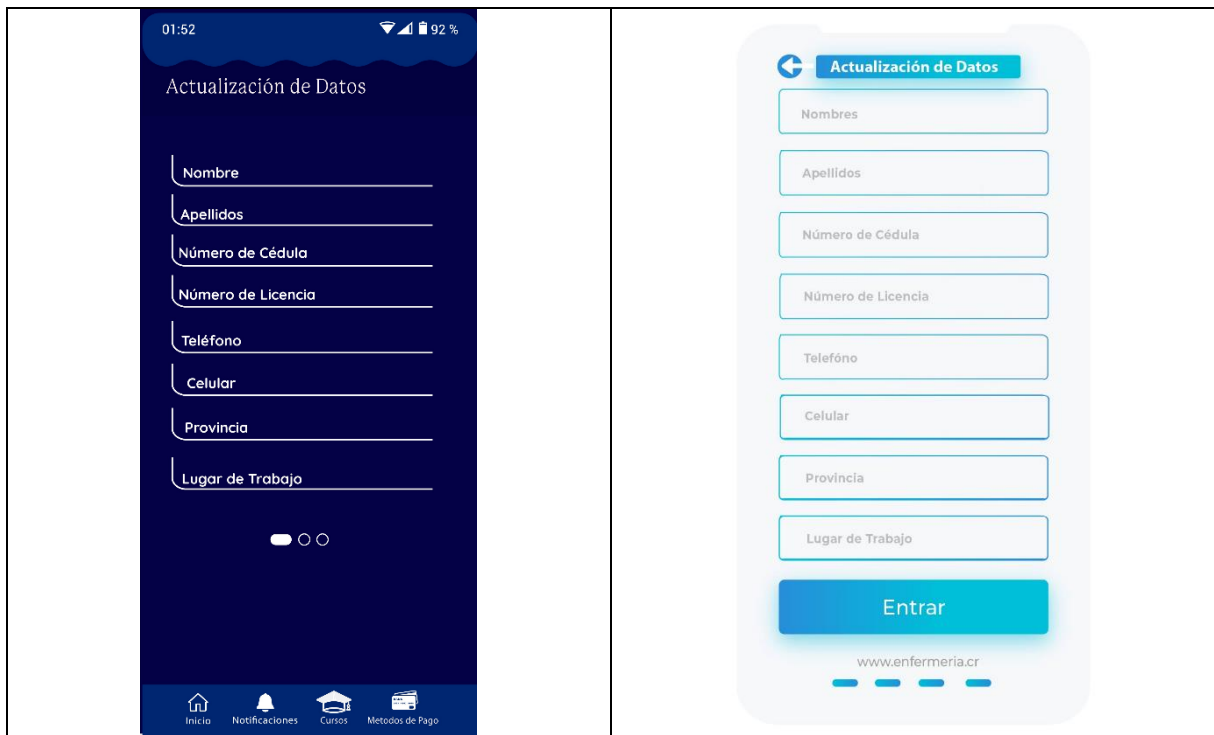 01:52
92 %
Actualización de Datos
Nombre
Apellidos
Número de Cédula
Número de Licencia
Teléfono
Celular
Provincia
Lugar de Trabajo
Inicio
Notificaciones
Cursos
Metodos de Pago
Actualización de Datos
Nombres
Apellidos
Número de Cédula
Número de Licencia
Telefóno
Celular
Provincia
Lugar de Trabajo
Entrar
www.enfermeria.cr